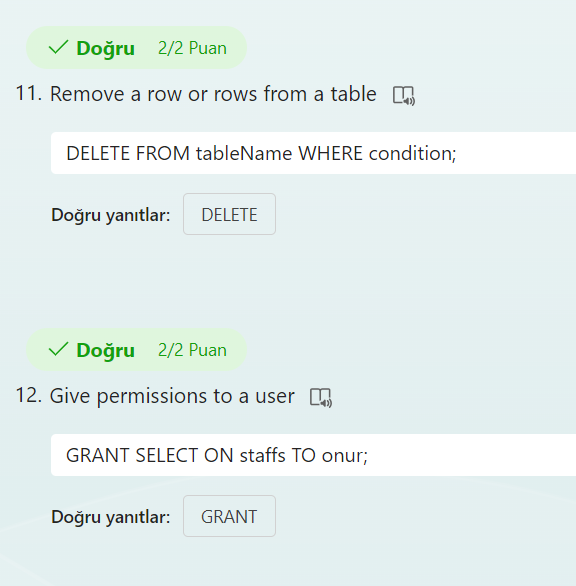 Doğru 2/2 Puan
11. Remove a row or rows from a table
DELETE FROM tableName WHERE condition;
Doğru yanıtlar: DELETE
Doğru 2/2 Puan
12. Give permissions to a user
GRANT SELECT ON staffs TO onur;
Doğru yanıtlar: GRANT